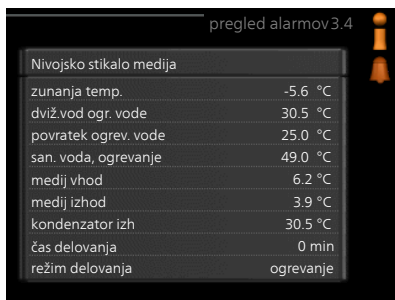 pregled alarmov 3.4
Nivojsko stikalo medija
zunanja temp. -5.6 °C
dviž.vod ogr. vode 30.5 °C
povratek ogrev. vode 25.0 °C
san. voda, ogrevanje 49.0 °C
medij vhod 6.2 °C
medij izhod 3.9 °C
kondenzator izh 30.5 °C
čas delovanja 0 min
režim delovanja ogrevanje